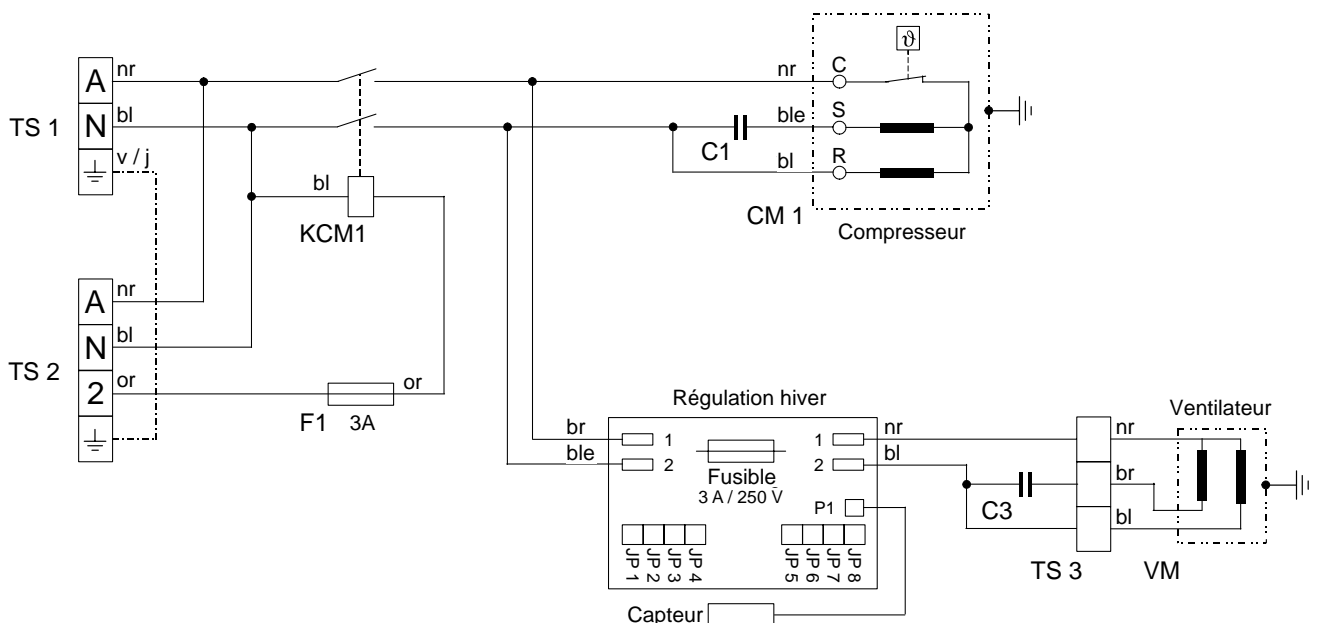 ϑ
A nr
nr C
TS 1 N bl
ble S
C1
v / j
bl R
bl
CM 1
KCM1
Compresseur
A nr
N bl
TS 2 2 or
or
F1 3A
Régulation hiver
Ventilateur
br 1
1 nr
nr
ble 2
2 bl
Fusible
3 A / 250 V
br
P1
C3
bl
JP 1 JP 2 JP 3 JP 4
JP 5 JP 6 JP 7 JP 8
TS 3 VM
Capteur